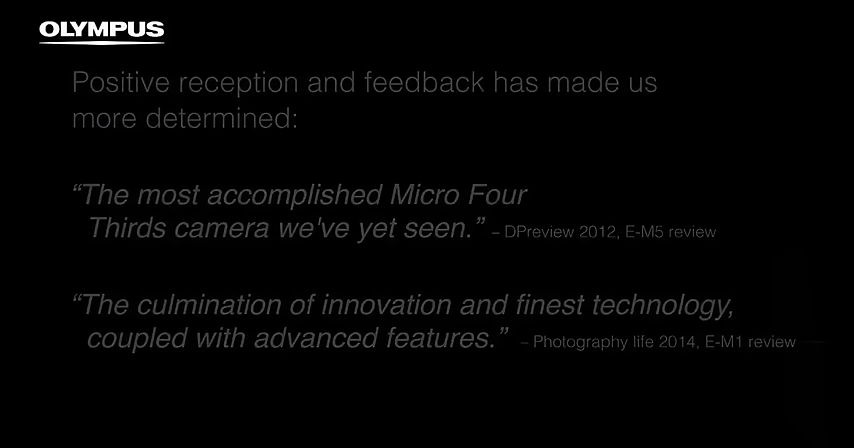 OLYMPUS
Positive reception and feedback has made us
more determined:
“The most accomplished Micro Four
Thirds camera we've yet seen.” – DPreview 2012, E-M5 review
“The culmination of innovation and finest technology,
coupled with advanced features.” – Photography life 2014, E-M1 review